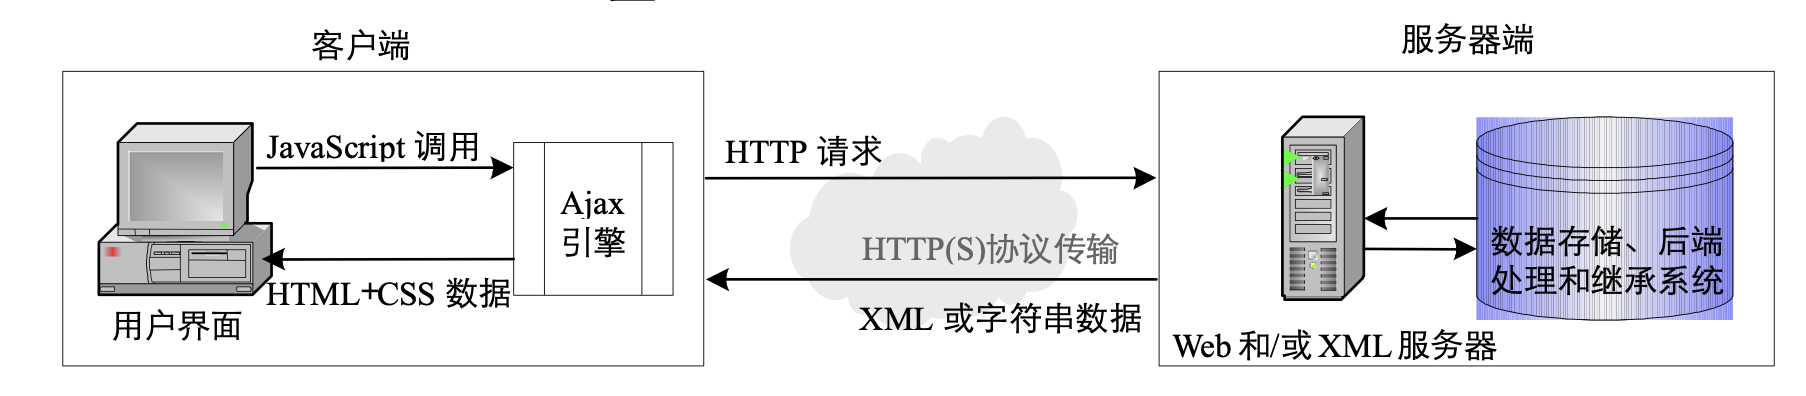 客户端
服务器端
JavaScript 调用
Ajax
引擎
HTML+CSS 数据
用户界面
HTTP 请求
HTTP(S)协议传输
XML 或字符串数据
数据存储、后端
处理和继承系统
Web 和/或 XML 服务器